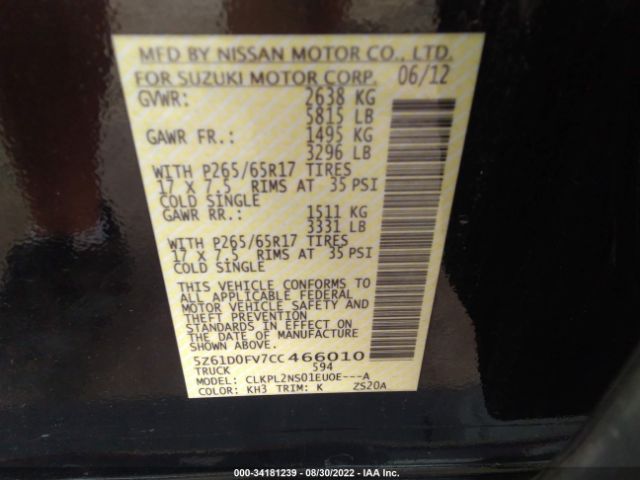 MFD BY NISSAN MOTOR CO., LTD.
FOR SUZUKI MOTOR CORP. 06/12
GVWR: 2638 KG
5815 LB
GAWR FR.: 1495 KG
3296 LB
WITH P265/65R17 TIRES
17 X 7.5 RIMS AT 35 PSI
COLD SINGLE
GAWR RR.: 1511 KG
3331 LB
WITH P265/65R17 TIRES
17 X 7.5 RIMS AT 35 PSI
COLD SINGLE
THIS VEHICLE CONFORMS TO
ALL APPLICABLE FEDERAL
MOTOR VEHICLE SAFETY AND
THEFT PREVENTION
STANDARDS IN EFFECT ON
THE DATE OF MANUFACTURE
SHOWN ABOVE.
5Z61D0FV7CC466010
TRUCK 594
MODEL: CLKPL2NS01EU0E---A
COLOR: KH3 TRIM: K ZS20A
000-34181239 - 08/30/2022 - IAA Inc.